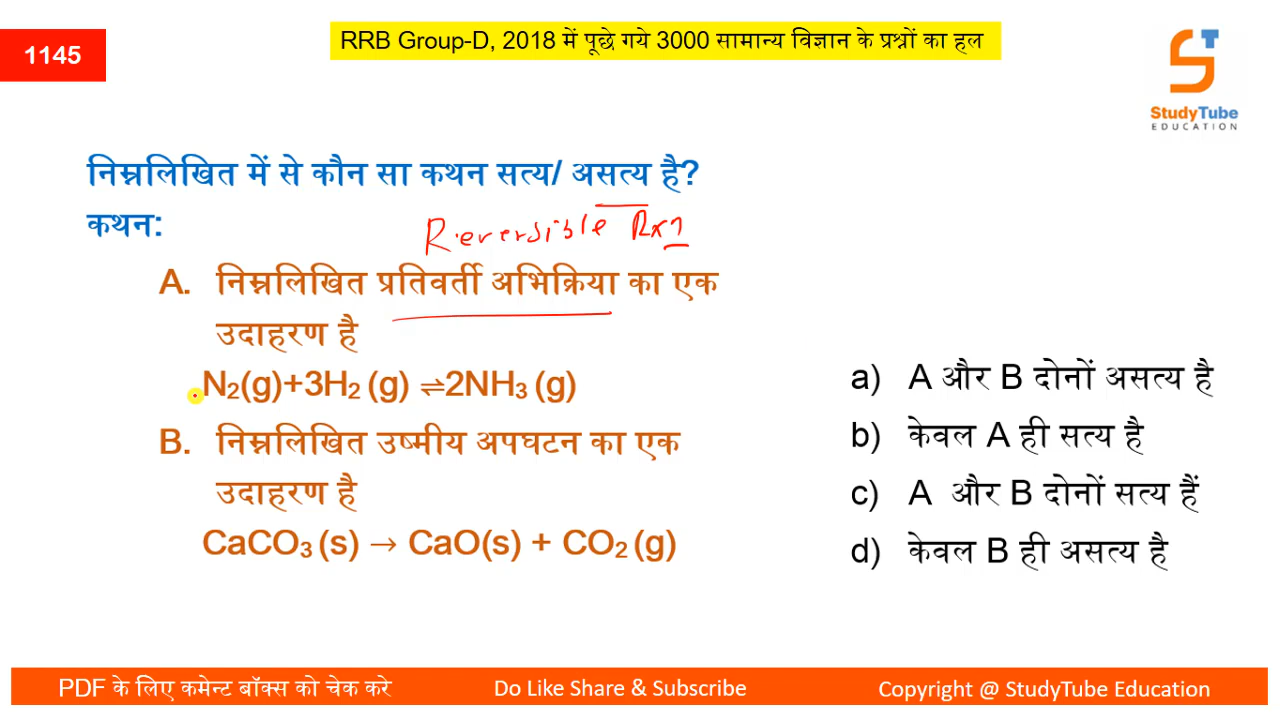 RRB Group-D, 2018 में पूछे गये 3000 सामान्य विज्ञान के प्रश्नों का हल
1145
StudyTube
EDUCATION
निम्नलिखित में से कौन सा कथन सत्य/ असत्य है?
कथन:
Reversible Rxn
A. निम्नलिखित प्रतिवर्ती अभिक्रिया का एक
उदाहरण है
N₂(g)+3H₂ (g) ⇌2NH₃ (g)
B. निम्नलिखित उष्मीय अपघटन का एक
उदाहरण है
CaCO₃ (s) → CaO(s) + CO₂ (g)
a) A और B दोनों असत्य है
b) केवल A ही सत्य है
c) A और B दोनों सत्य हैं
d) केवल B ही असत्य है
PDF के लिए कमेन्ट बॉक्स को चेक करे
Do Like Share & Subscribe
Copyright @ StudyTube Education